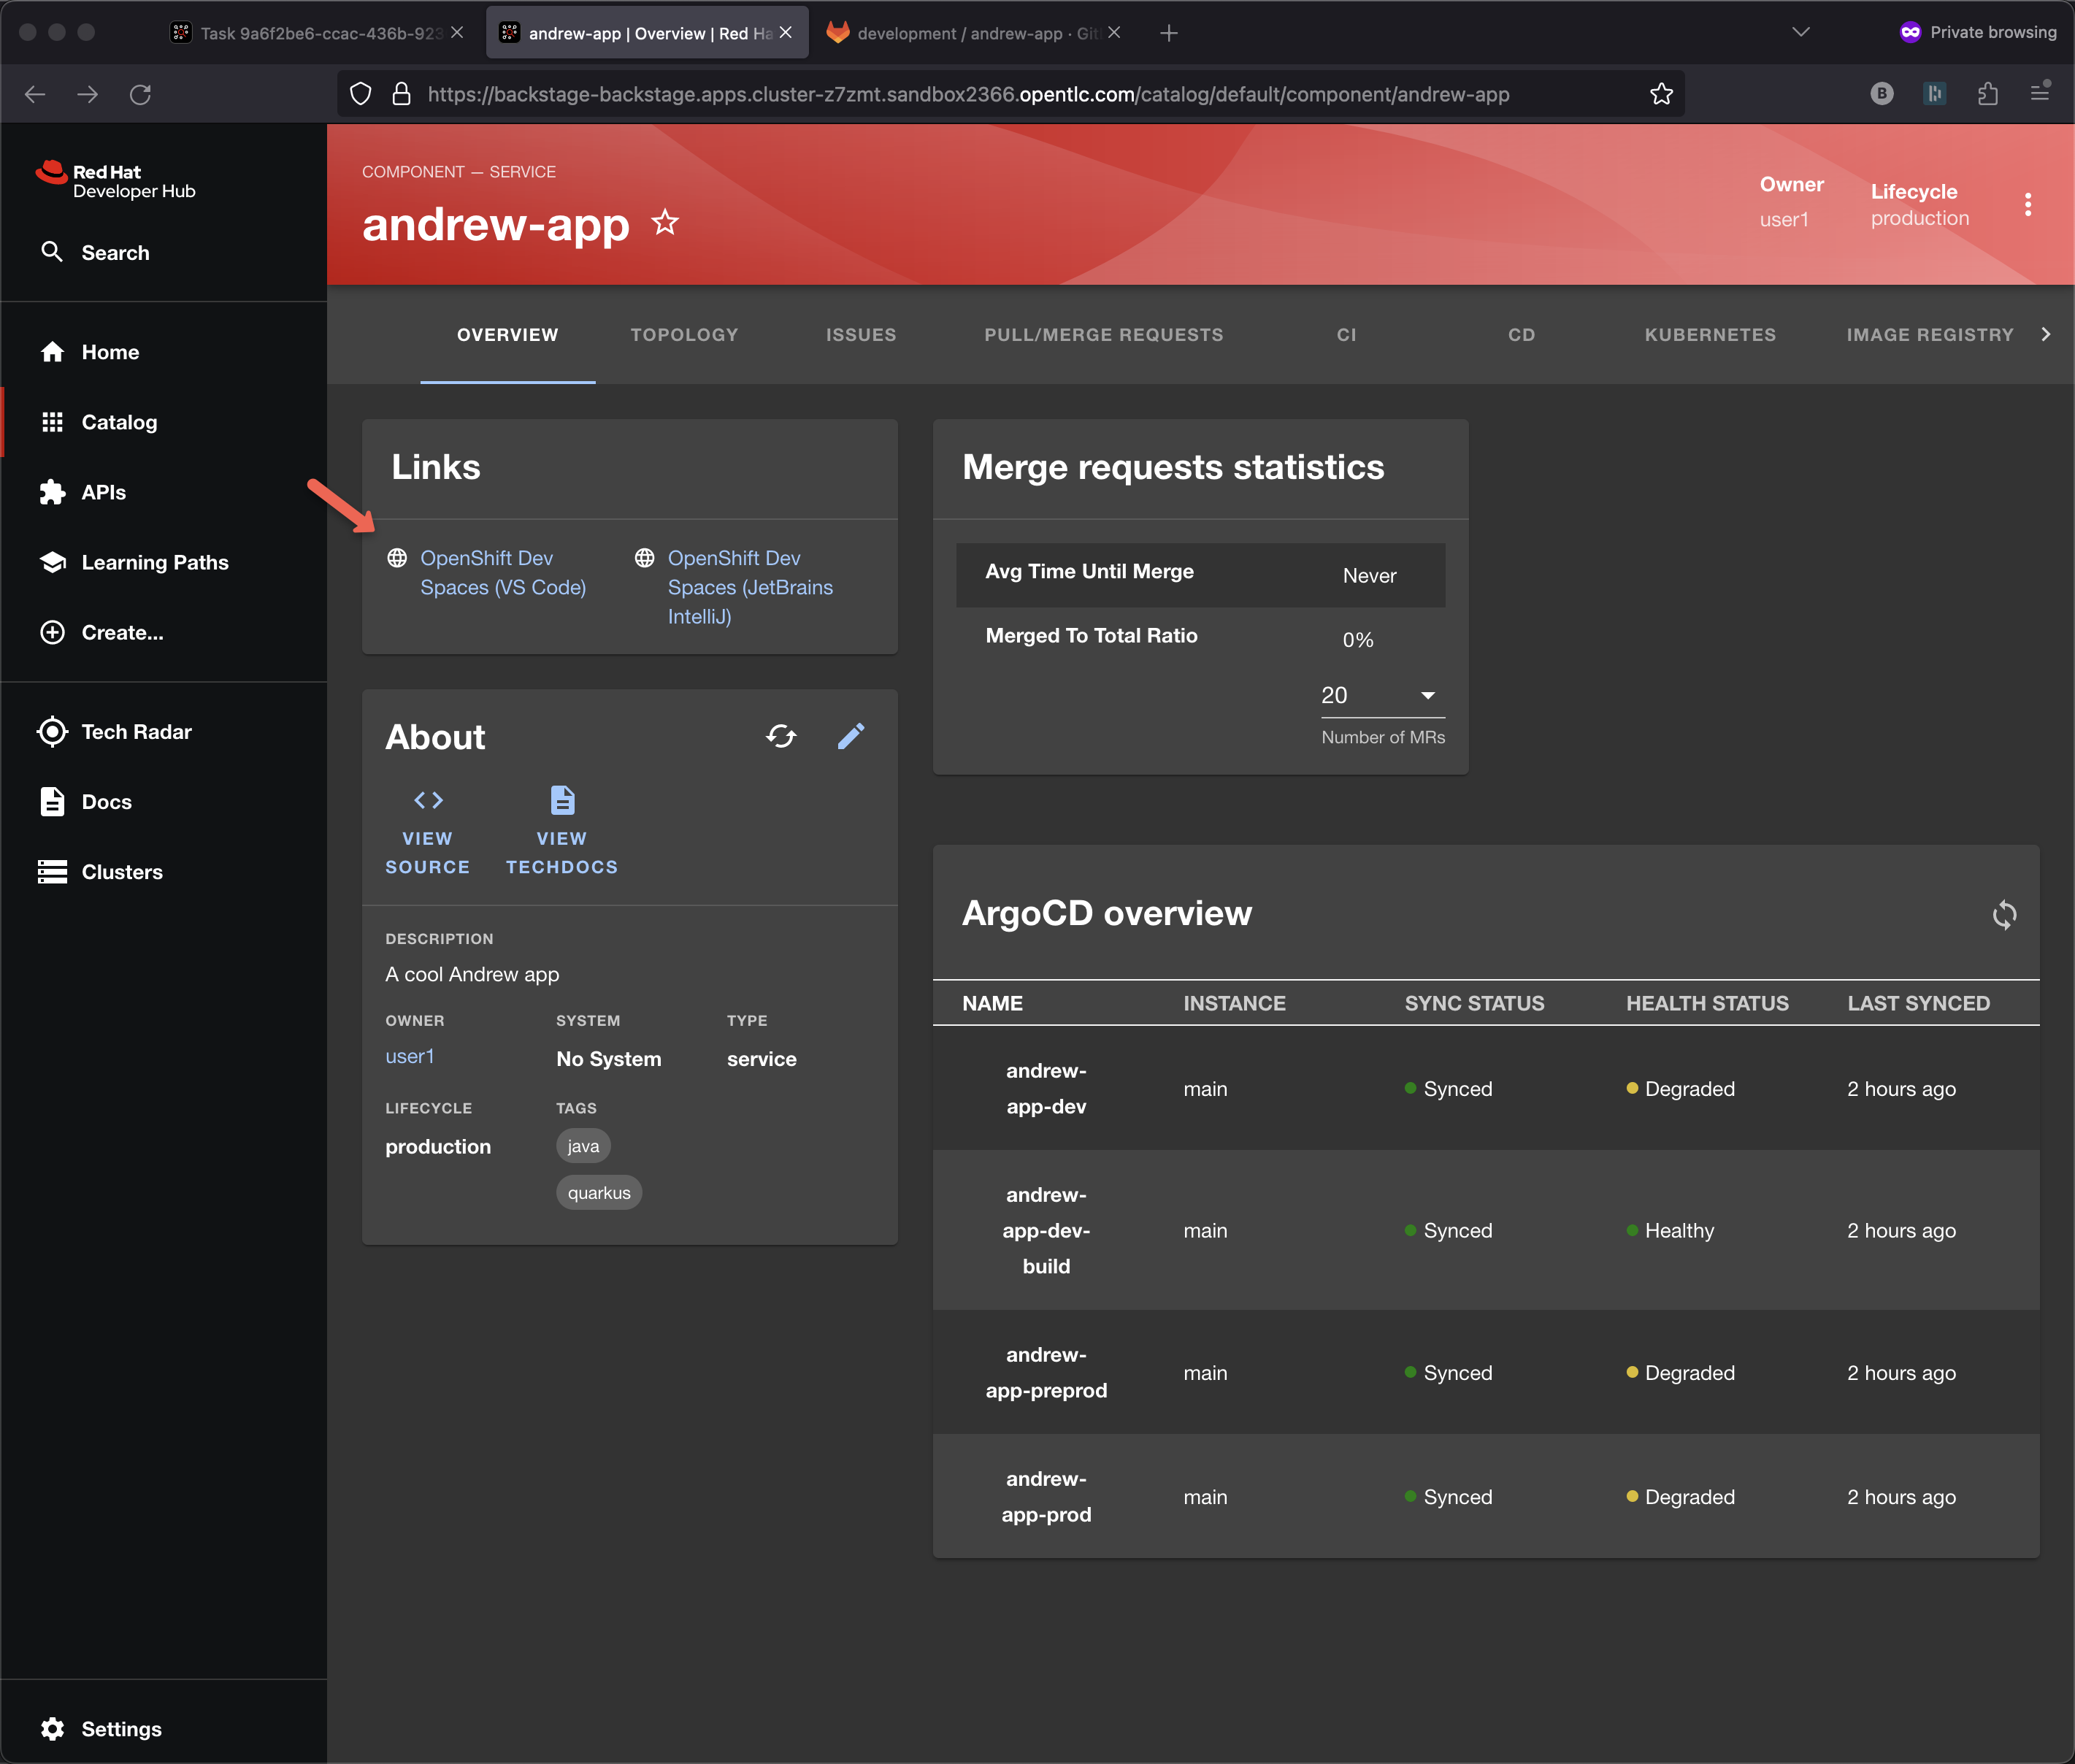 Task 9a6f2be6-ccac-436b-923
andrew-app | Overview | Red Ha
development / andrew-app · Git
Private browsing
https://backstage-backstage.apps.cluster-z7zmt.sandbox2366.opentlc.com/catalog/default/component/andrew-app
B
Red Hat
Developer Hub
Search
Home
Catalog
APIs
Learning Paths
Create...
Tech Radar
Docs
Clusters
Settings
COMPONENT — SERVICE
andrew-app
Owner
user1
Lifecycle
production
OVERVIEW
TOPOLOGY
ISSUES
PULL/MERGE REQUESTS
CI
CD
KUBERNETES
IMAGE REGISTRY
Links
OpenShift Dev
Spaces (VS Code)
OpenShift Dev
Spaces (JetBrains
IntelliJ)
About
VIEW
SOURCE
VIEW
TECHDOCS
DESCRIPTION
A cool Andrew app
OWNER
user1
SYSTEM
No System
TYPE
service
LIFECYCLE
production
TAGS
java
quarkus
Merge requests statistics
Avg Time Until Merge Never
Merged To Total Ratio 0%
20
Number of MRs
ArgoCD overview
NAME INSTANCE SYNC STATUS HEALTH STATUS LAST SYNCED
andrew-
app-dev
main Synced Degraded 2 hours ago
andrew-
app-dev-
build
main Synced Healthy 2 hours ago
andrew-
app-preprod
main Synced Degraded 2 hours ago
andrew-
app-prod
main Synced Degraded 2 hours ago